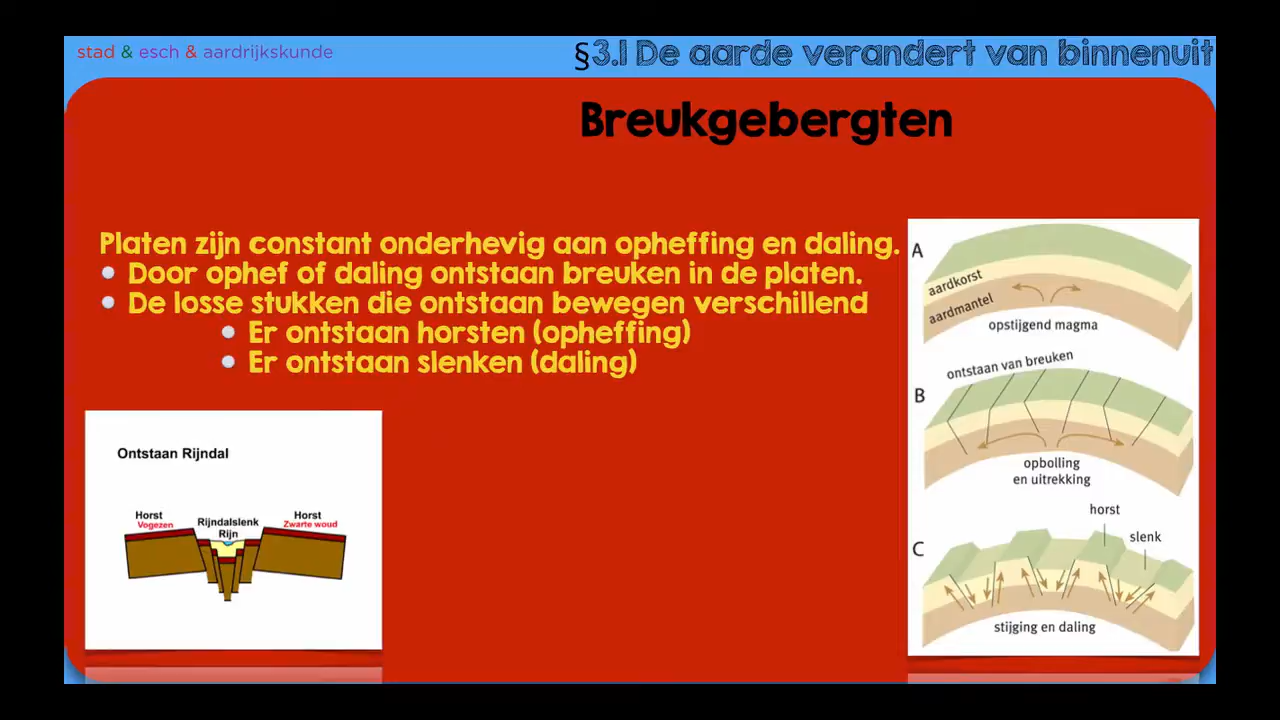 stad & esch & aardrijkskunde
§3.1 De aarde verandert van binnenuit
Breukgebergten
Platen zijn constant onderhevig aan opheffing en daling.
Door ophef of daling ontstaan breuken in de platen.
De losse stukken die ontstaan bewegen verschillend
Er ontstaan horsten (opheffing)
Er ontstaan slenken (daling)
Ontstaan Rijndal
Horst
Vogezen
Rijndalslenk
Rijn
Horst
Zwarte woud
A
aardkorst
aardmantel
opstijgend magma
ontstaan van breuken
B
opbolling
en uitrekking
horst
slenk
C
stijging en daling